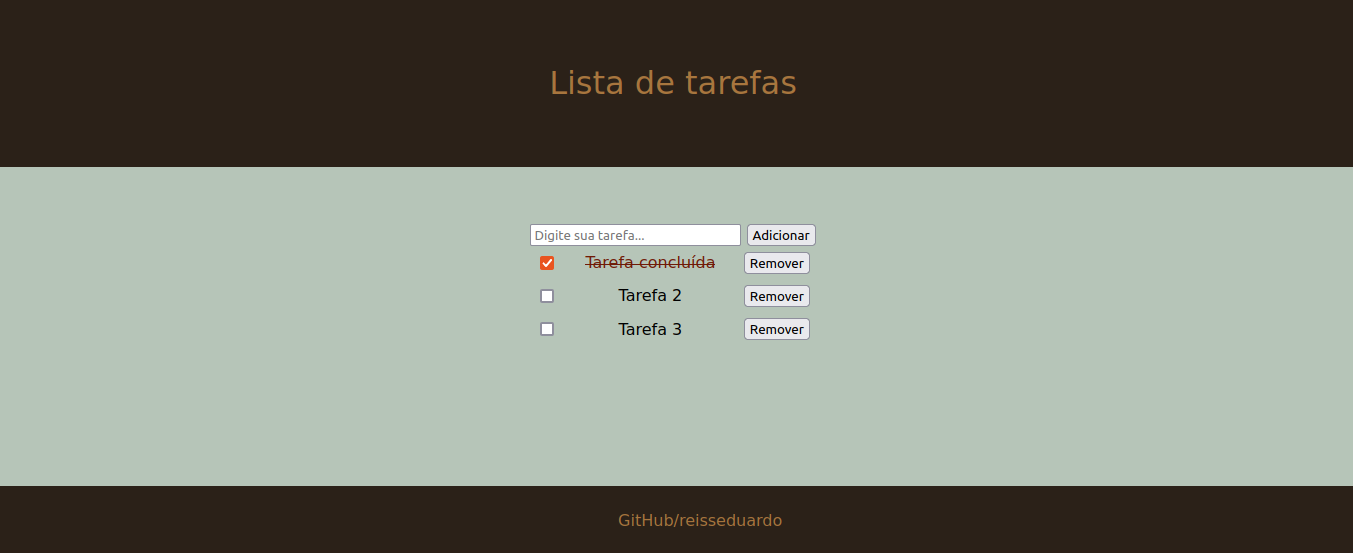 Lista de tarefas
Digite sua tarefa... Adicionar
Tarefa concluída Remover
Tarefa 2 Remover
Tarefa 3 Remover
GitHub/reisseduardo